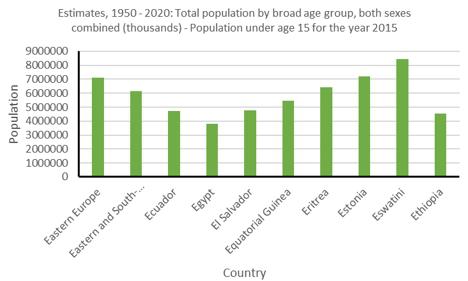 Estimates, 1950 - 2020: Total population by broad age group, both sexes
combined (thousands) - Population under age 15 for the year 2015
9000000
8000000
7000000
6000000
5000000
4000000
3000000
2000000
1000000
0
Population
Eastern Europe
Eastern and South-...
Ecuador
Egypt
El Salvador
Equatorial Guinea
Eritrea
Estonia
Eswatini
Ethiopia
Country